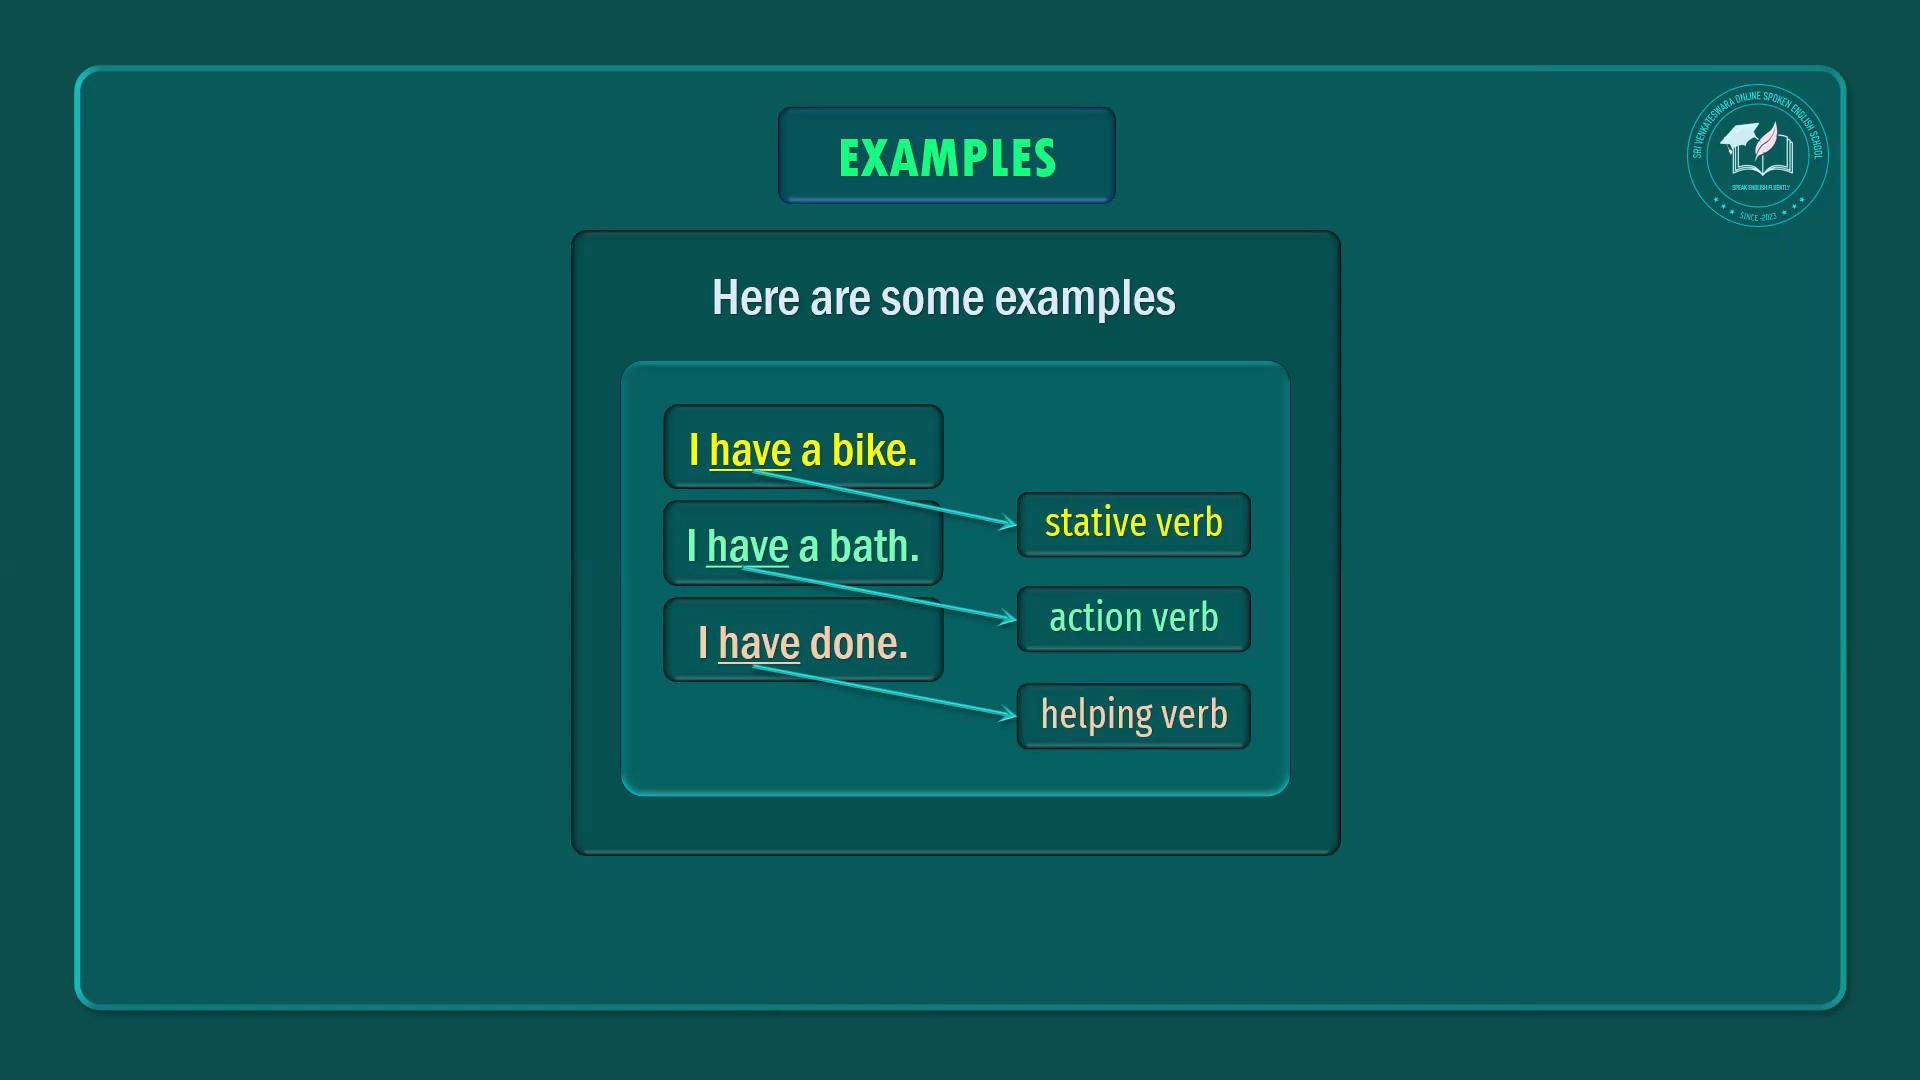 EXAMPLES
SRI VENKATESWARA ONLINE SPOKEN ENGLISH SCHOOL
SPEAK ENGLISH FLUENTLY
SINCE -2023
Here are some examples
I have a bike.
stative verb
I have a bath.
action verb
I have done.
helping verb